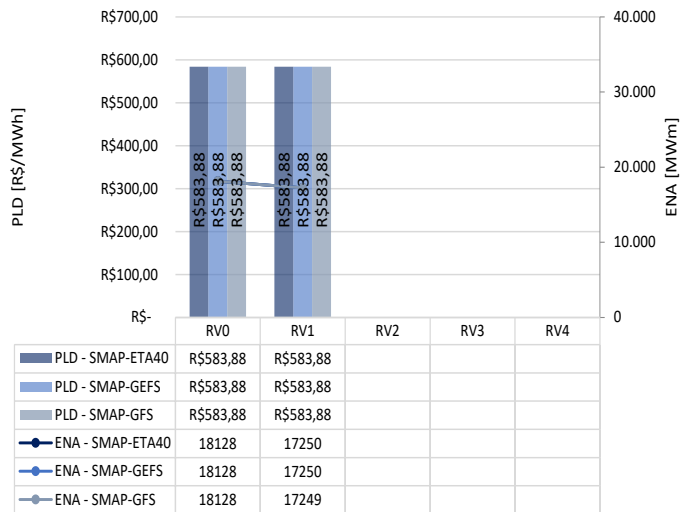 R$700,00
R$600,00
R$500,00
R$400,00
R$300,00
R$200,00
R$100,00
R$-
PLD [R$/MWh]
R$583,88
R$583,88
R$583,88
R$583,88
R$583,88
R$583,88
40.000
30.000
20.000
10.000
0
ENA [MWm]
RV0 RV1 RV2 RV3 RV4
PLD - SMAP-ETA40 R$583,88 R$583,88
PLD - SMAP-GEFS R$583,88 R$583,88
PLD - SMAP-GFS R$583,88 R$583,88
ENA - SMAP-ETA40 18128 17250
ENA - SMAP-GEFS 18128 17250
ENA - SMAP-GFS 18128 17249